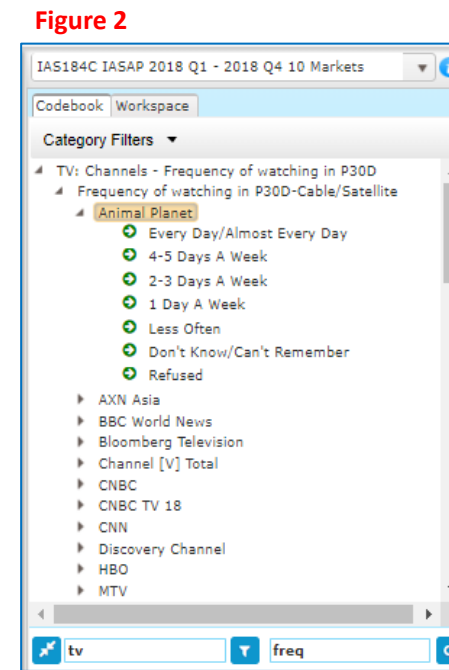 Figure 2
IAS184C IASAP 2018 Q1 - 2018 Q4 10 Markets
Codebook Workspace
Category Filters
TV: Channels - Frequency of watching in P30D
Frequency of watching in P30D-Cable/Satellite
Animal Planet
Every Day/Almost Every Day
4-5 Days A Week
2-3 Days A Week
1 Day A Week
Less Often
Don't Know/Can't Remember
Refused
AXN Asia
BBC World News
Bloomberg Television
Channel [V] Total
CNBC
CNBC TV 18
CNN
Discovery Channel
HBO
MTV
tv freq